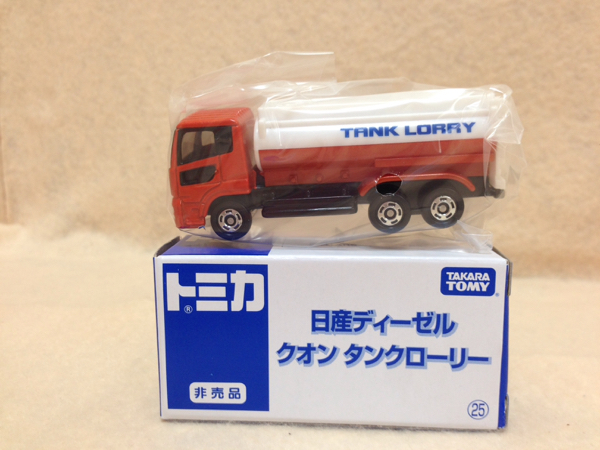 TANK LORRY
トミカ
®
TAKARA
TOMY
日産ディーゼル
クオン タンクローリー
非売品
㉕